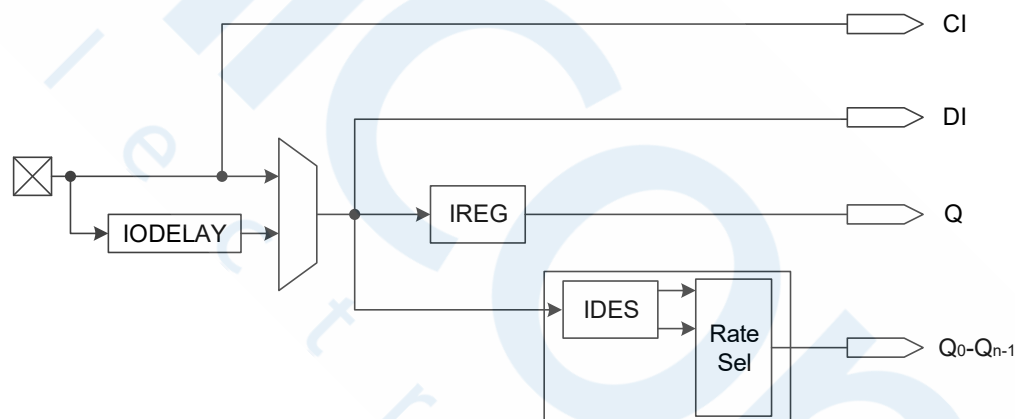 CI
DI
IODELAY
IREG
Q
IDES
Rate
Sel
Q0-Qn-1